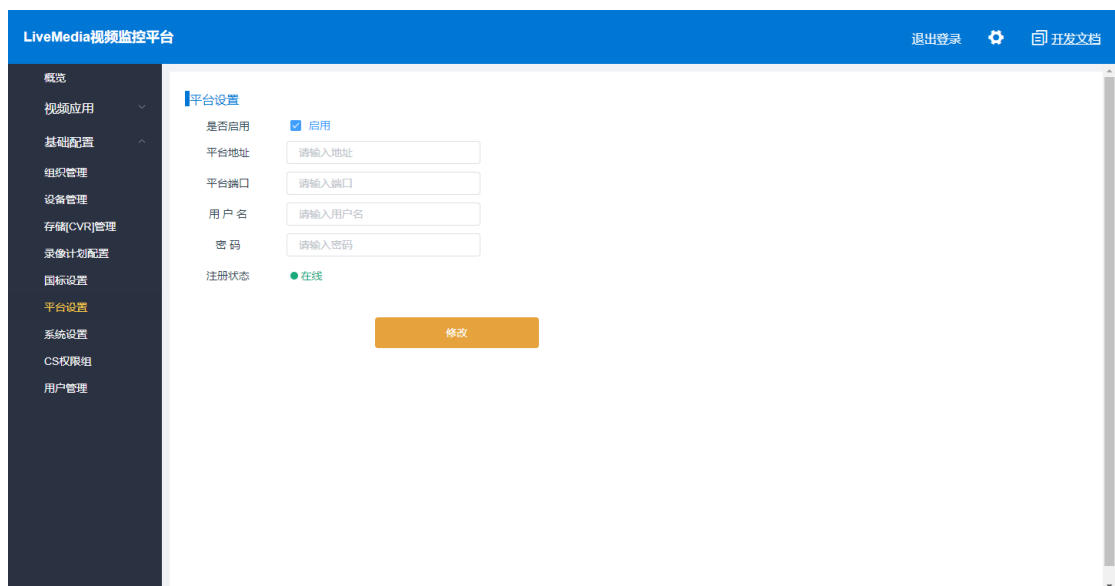 LiveMedia视频监控平台
退出登录
开发文档
概览
视频应用
基础配置
组织管理
设备管理
存储[CVR]管理
录像计划配置
国标设置
平台设置
系统设置
CS权限组
用户管理
平台设置
是否启用 启用
平台地址 请输入地址
平台端口 请输入端口
用 户 名 请输入用户名
密 码 请输入密码
注册状态 在线
修改